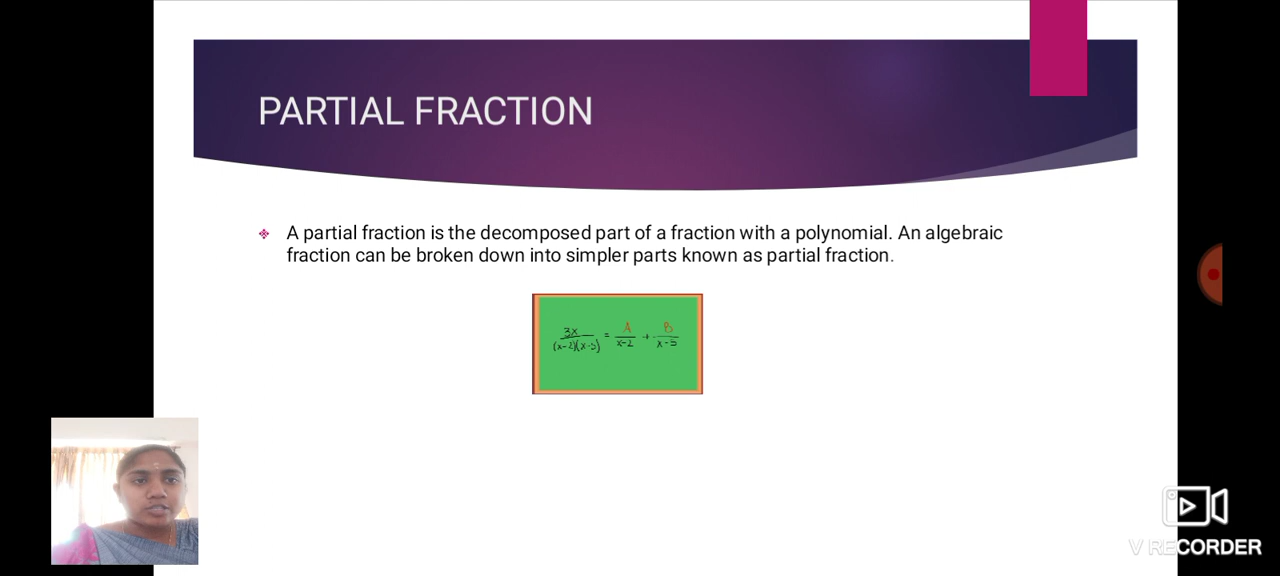 PARTIAL FRACTION
A partial fraction is the decomposed part of a fraction with a polynomial. An algebraic
fraction can be broken down into simpler parts known as partial fraction.
3x/(x-2)(x-5) = A/x-2 + B/x-5
V RECORDER